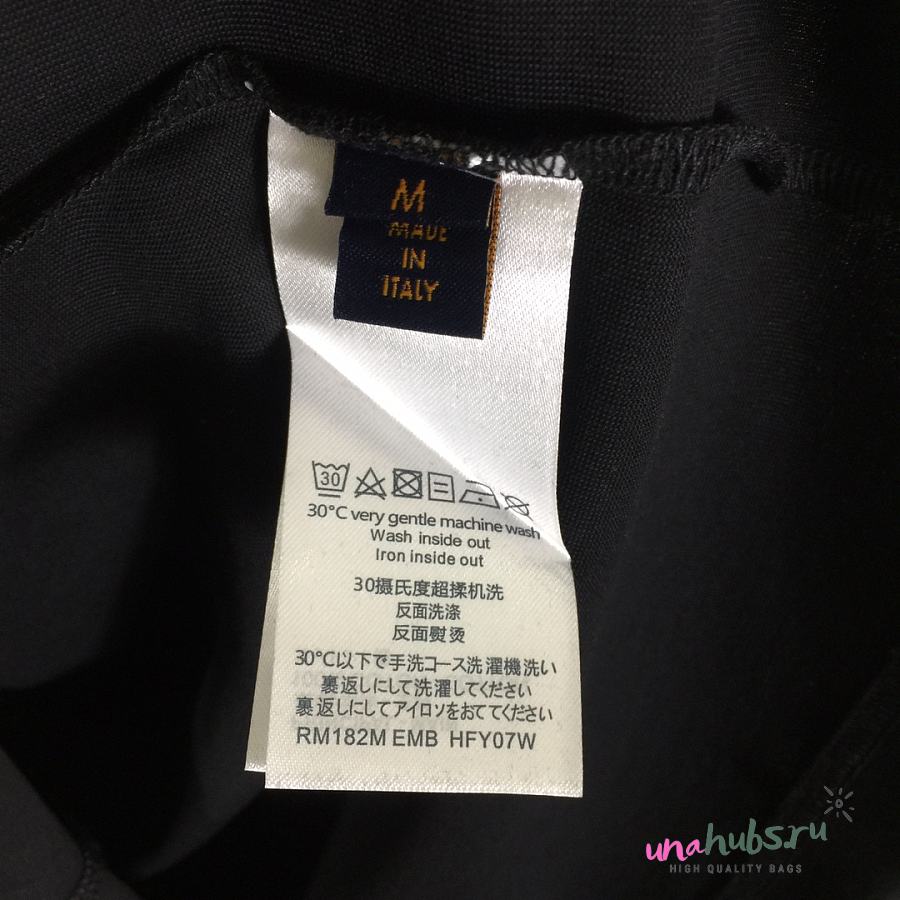 M
MADE
IN
ITALY
30
30°C very gentle machine wash
Wash inside out
Iron inside out
30摄氏度超揉机洗
反面洗涤
反面熨烫
30°C以下で手洗コース洗濯機洗い
裏返しにして洗濯してください
裏返しにしてアイロソをおててください
RM182M EMB HFY07W
unahubs.ru
HIGH QUALITY BAGS